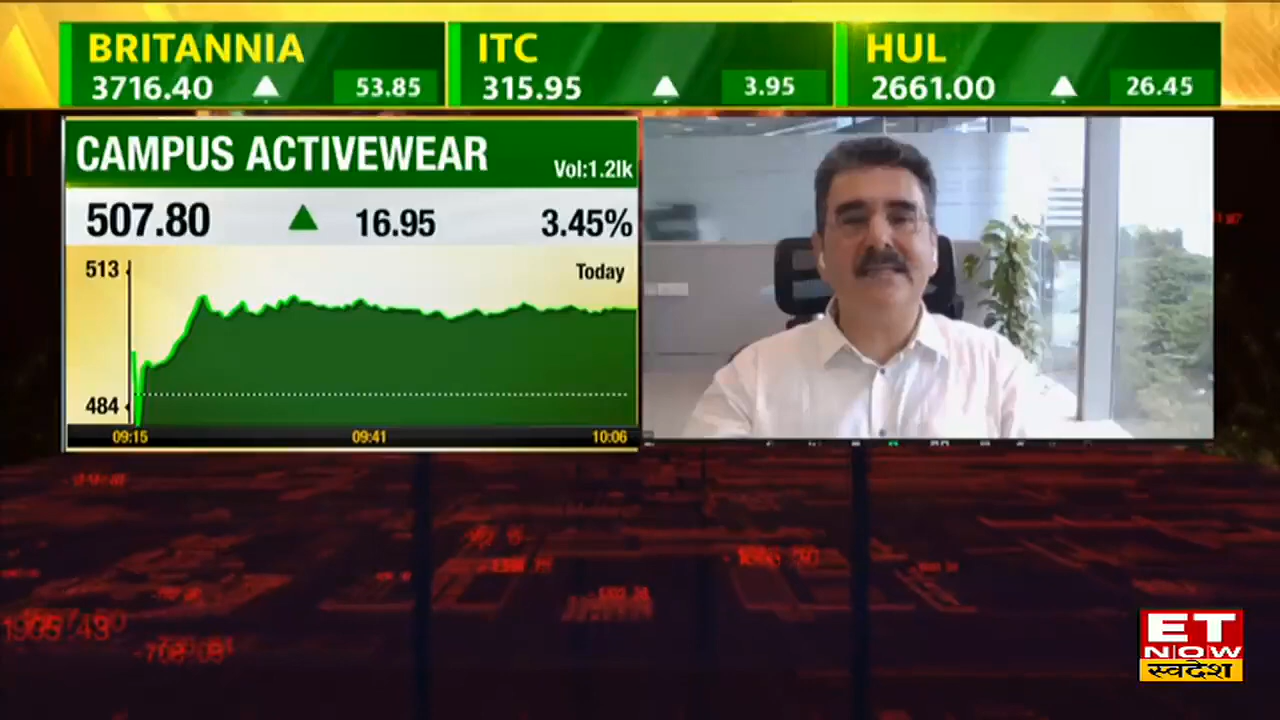 BRITANNIA
3716.40 ▲ 53.85
ITC
315.95 ▲ 3.95
HUL
2661.00 ▲ 26.45
CAMPUS ACTIVEWEAR Vol:1.2lk
507.80 ▲ 16.95 3.45%
513 Today
484
09:15 09:41 10:06
ET
NOW
स्वदेश